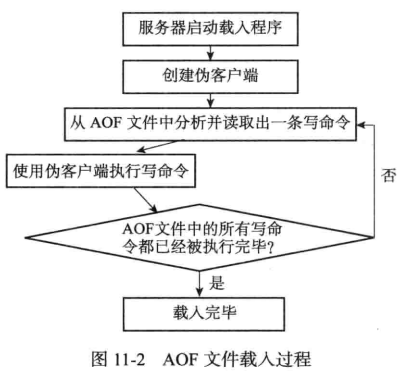 服务器启动载入程序
创建伪客户端
从 AOF 文件中分析并读取出一条写命令
使用伪客户端执行写命令
否
AOF文件中的所有写命
令都已经被执行完毕？
是
载入完毕
图 11-2 AOF 文件载入过程